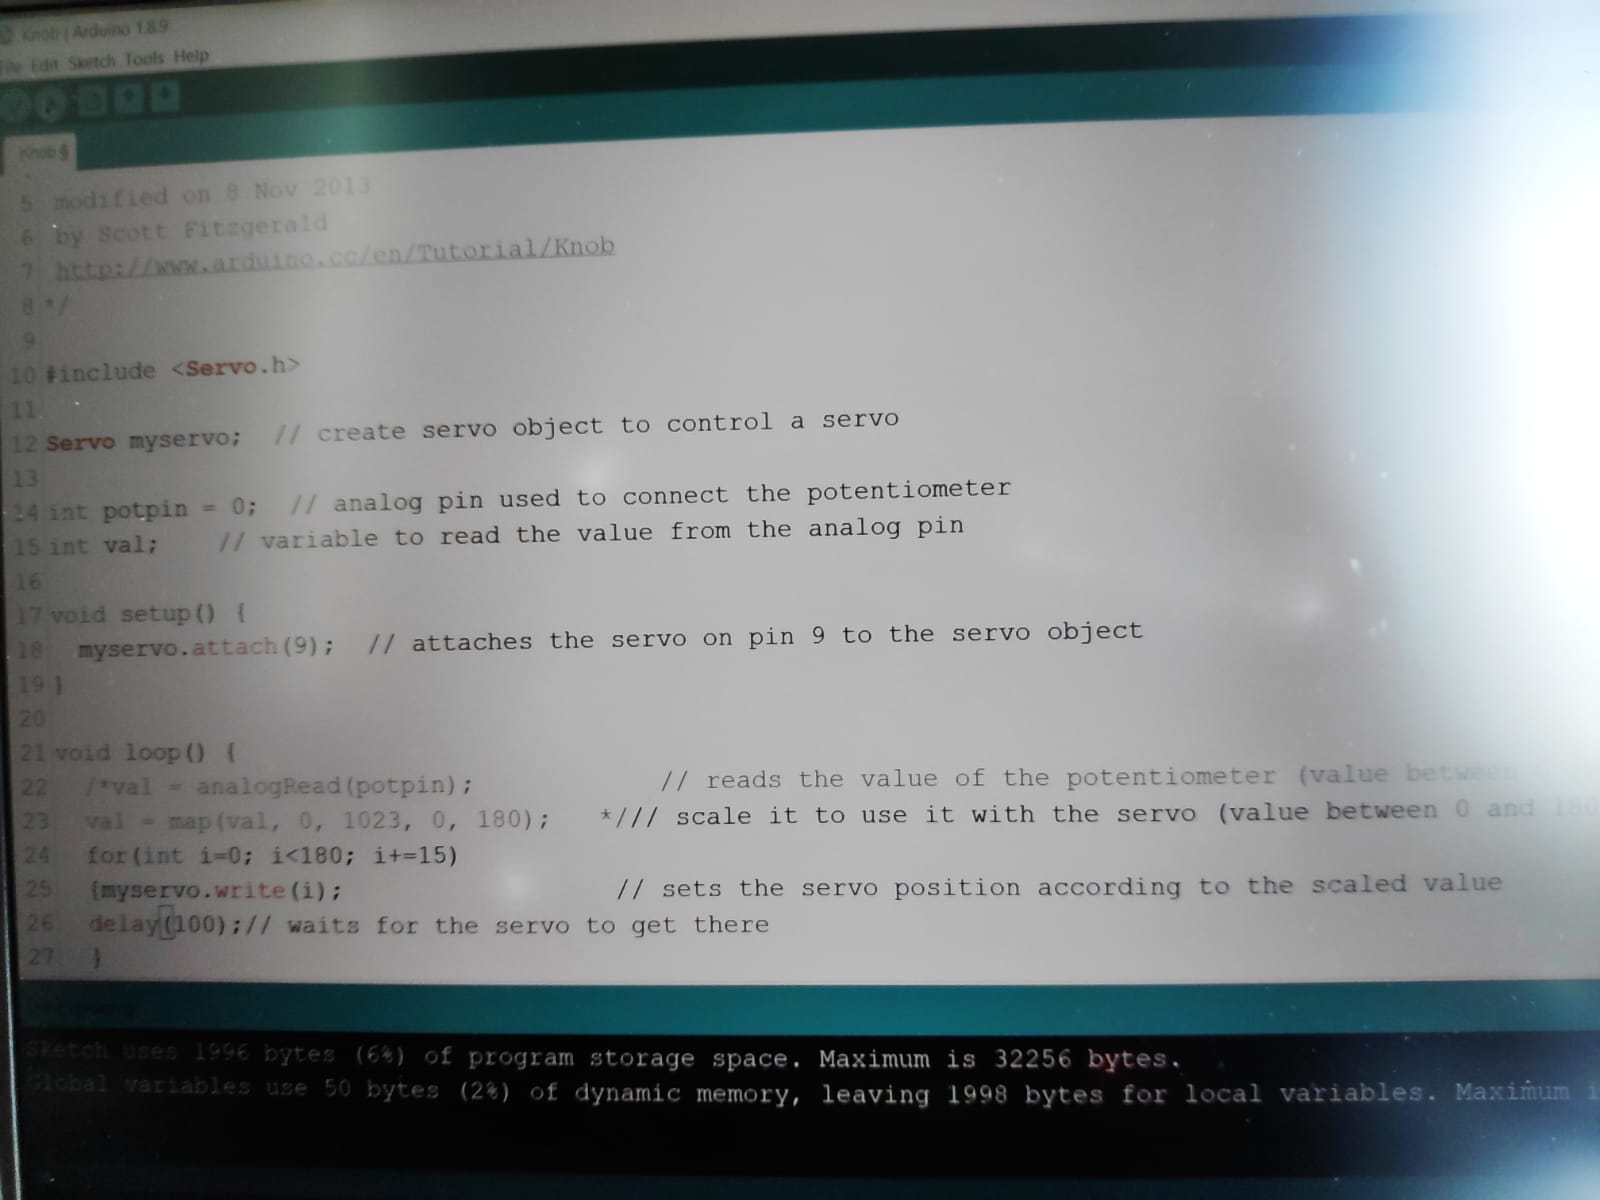 Knob | Arduino 1.8.9
File Edit Sketch Tools Help
Knob §
5 modified on 8 Nov 2013
6 by Scott Fitzgerald
7 http://www.arduino.cc/en/Tutorial/Knob
8 */
9
10 #include <Servo.h>
11
12 Servo myservo;  // create servo object to control a servo
13
14 int potpin = 0;  // analog pin used to connect the potentiometer
15 int val;    // variable to read the value from the analog pin
16
17 void setup() {
18   myservo.attach(9);  // attaches the servo on pin 9 to the servo object
19 }
20
21 void loop() {
22   /*val = analogRead(potpin);            // reads the value of the potentiometer (value between
23   val = map(val, 0, 1023, 0, 180);   */// scale it to use it with the servo (value between 0 and 180
24   for(int i=0; i<180; i+=15)
25   {myservo.write(i);                  // sets the servo position according to the scaled value
26   delay(100);// waits for the servo to get there
27   }
Sketch uses 1996 bytes (6%) of program storage space. Maximum is 32256 bytes.
Global variables use 50 bytes (2%) of dynamic memory, leaving 1998 bytes for local variables. Maximum